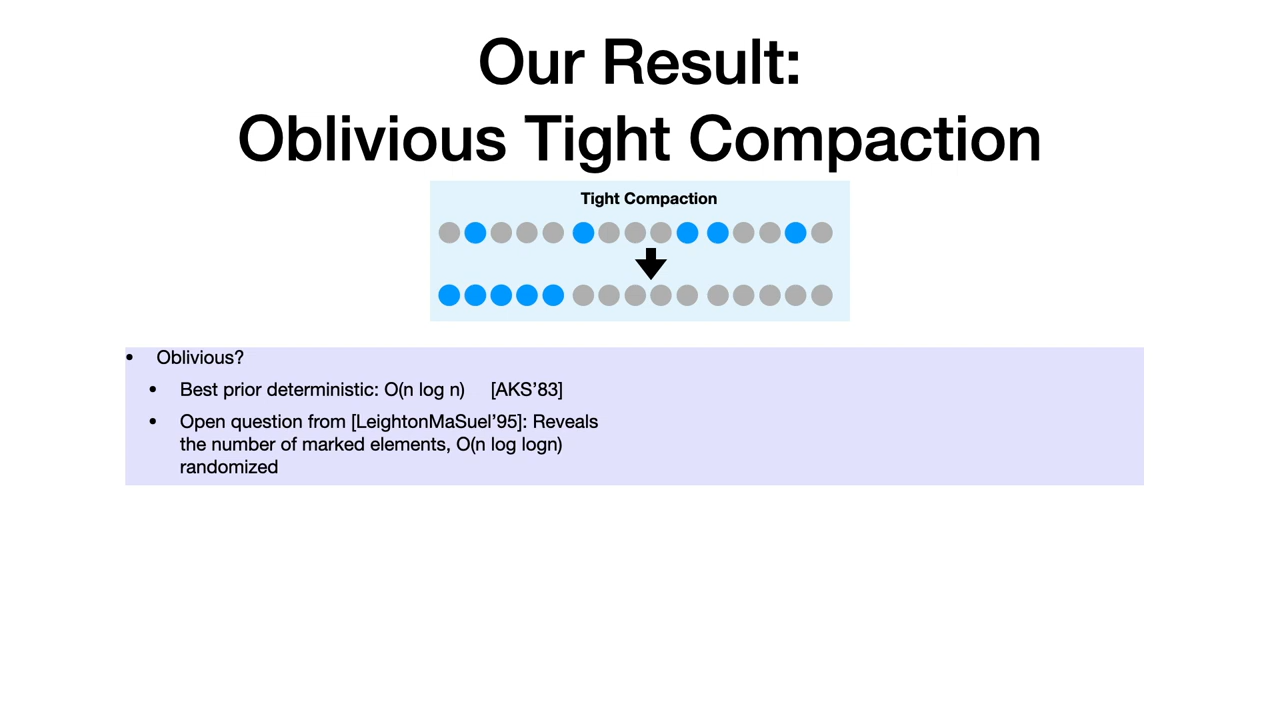 Our Result:
Oblivious Tight Compaction
Tight Compaction
• Oblivious?
• Best prior deterministic: O(n log n) [AKS’83]
• Open question from [LeightonMaSuel’95]: Reveals
the number of marked elements, O(n log logn)
randomized